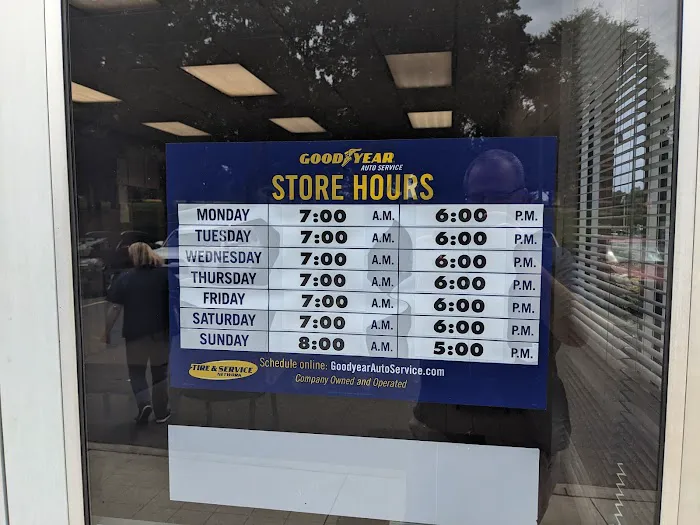 GOODYEAR
AUTO SERVICE
STORE HOURS
MONDAY 7:00 A.M. 6:00 P.M.
TUESDAY 7:00 A.M. 6:00 P.M.
WEDNESDAY 7:00 A.M. 6:00 P.M.
THURSDAY 7:00 A.M. 6:00 P.M.
FRIDAY 7:00 A.M. 6:00 P.M.
SATURDAY 7:00 A.M. 6:00 P.M.
SUNDAY 8:00 A.M. 5:00 P.M.
TIRE & SERVICE
NETWORK
Schedule online: GoodyearAutoService.com
Company Owned and Operated